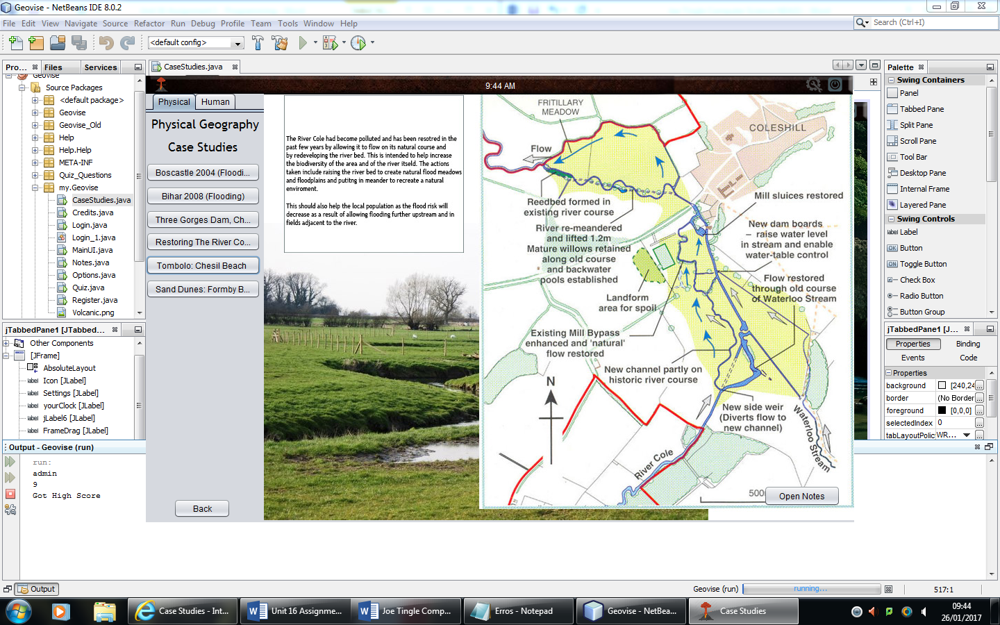 Geovise - NetBeans IDE 8.0.2
File Edit View Navigate Source Refactor Run Debug Profile Team Tools Window Help
Search (Ctrl+I)
<default config>
Pro...
Files
Services
Geovise
Source Packages
<default package>
Geovise
Geovise_Old
Help
Help.Help
META-INF
Quiz_Questions
my.Geovise
CaseStudies.java
Credits.java
Login.java
Login_1.java
MainUI.java
Notes.java
Options.java
Quiz.java
Register.java
Volcanic.png
jTabbedPane1 [JTabbed...
Other Components
[JFrame]
AbsoluteLayout
label Icon [JLabel]
label Settings [JLabel]
label yourClock [JLabel]
label jLabel6 [JLabel]
label FrameDrag [JLabel]
Output - Geovise (run)
run:
admin
9
Got High Score
CaseStudies.java
9:44 AM
Physical
Human
Physical Geography
Case Studies
Boscastle 2004 (Floodi...
Bihar 2008 (Flooding)
Three Gorges Dam, Ch...
Restoring The River Co...
Tombolo: Chesil Beach
Sand Dunes: Formby B...
Back
The River Cole had become polluted and has been resotred in the
past few years by allowing it to flow on its natural course and
by redeveloping the river bed. This is intended to help increase
the biodiversity of the area and of the river itseld. The actions
taken include raising the river bed to create natural flood meadows
and floodplains and putitng in meander to recreate a natural
enviroment.
This should also help the local population as the flood risk will
decrease as a result of allowing flooding further upstream and in
fields adjacent to the river.
FRITILLARY
MEADOW
COLESHILL
Flow
Reedbed formed in
existing river course
River re-meandered
and lifted 1.2m
Mature willows retained
along old course
and backwater
pools established
Landform
area for spoil
Existing Mill Bypass
enhanced and 'natural'
flow restored
New channel partly on
historic river course
N
Mill sluices restored
New dam boards
– raise water level
in stream and enable
water-table control
Flow restored
through old course
of Waterloo Stream
New side weir
(Diverts flow to
new channel)
Waterloo Stream
River Cole
500
Open Notes
Palette
Swing Containers
Panel
Tabbed Pane
Split Pane
Scroll Pane
Tool Bar
Desktop Pane
Internal Frame
Layered Pane
Swing Controls
label Label
OK Button
ON Toggle Button
Check Box
Radio Button
Button Group
jTabbedPane1 [J...
Properties
Binding
Events
Code
Properties
background [240,24 ...
border (No Border ...
foreground [0,0,0] ...
selectedIndex 0 ...
tabLayoutPolic WR... ...
Output
Geovise (run)
running...
517:1
Case Studies - Int...
Unit 16 Assignme...
Joe Tingle Comp...
Erros - Notepad
Geovise - NetBea...
Case Studies
09:44
26/01/2017